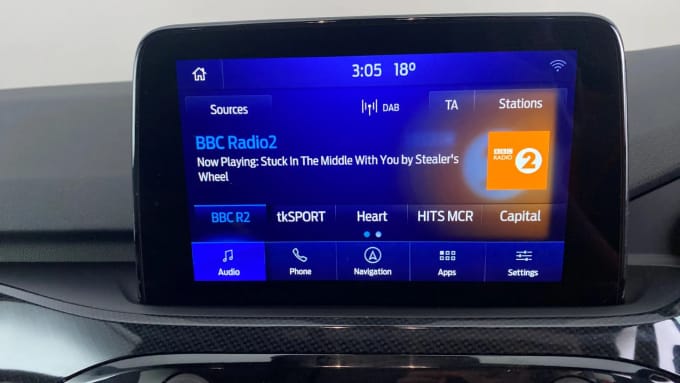 3:05 18°
Sources
DAB
TA
Stations
BBC Radio2
Now Playing: Stuck In The Middle With You by Stealer's
Wheel
BBC
RADIO
2
BBC R2
tkSPORT
Heart
HITS MCR
Capital
Audio
Phone
Navigation
Apps
Settings